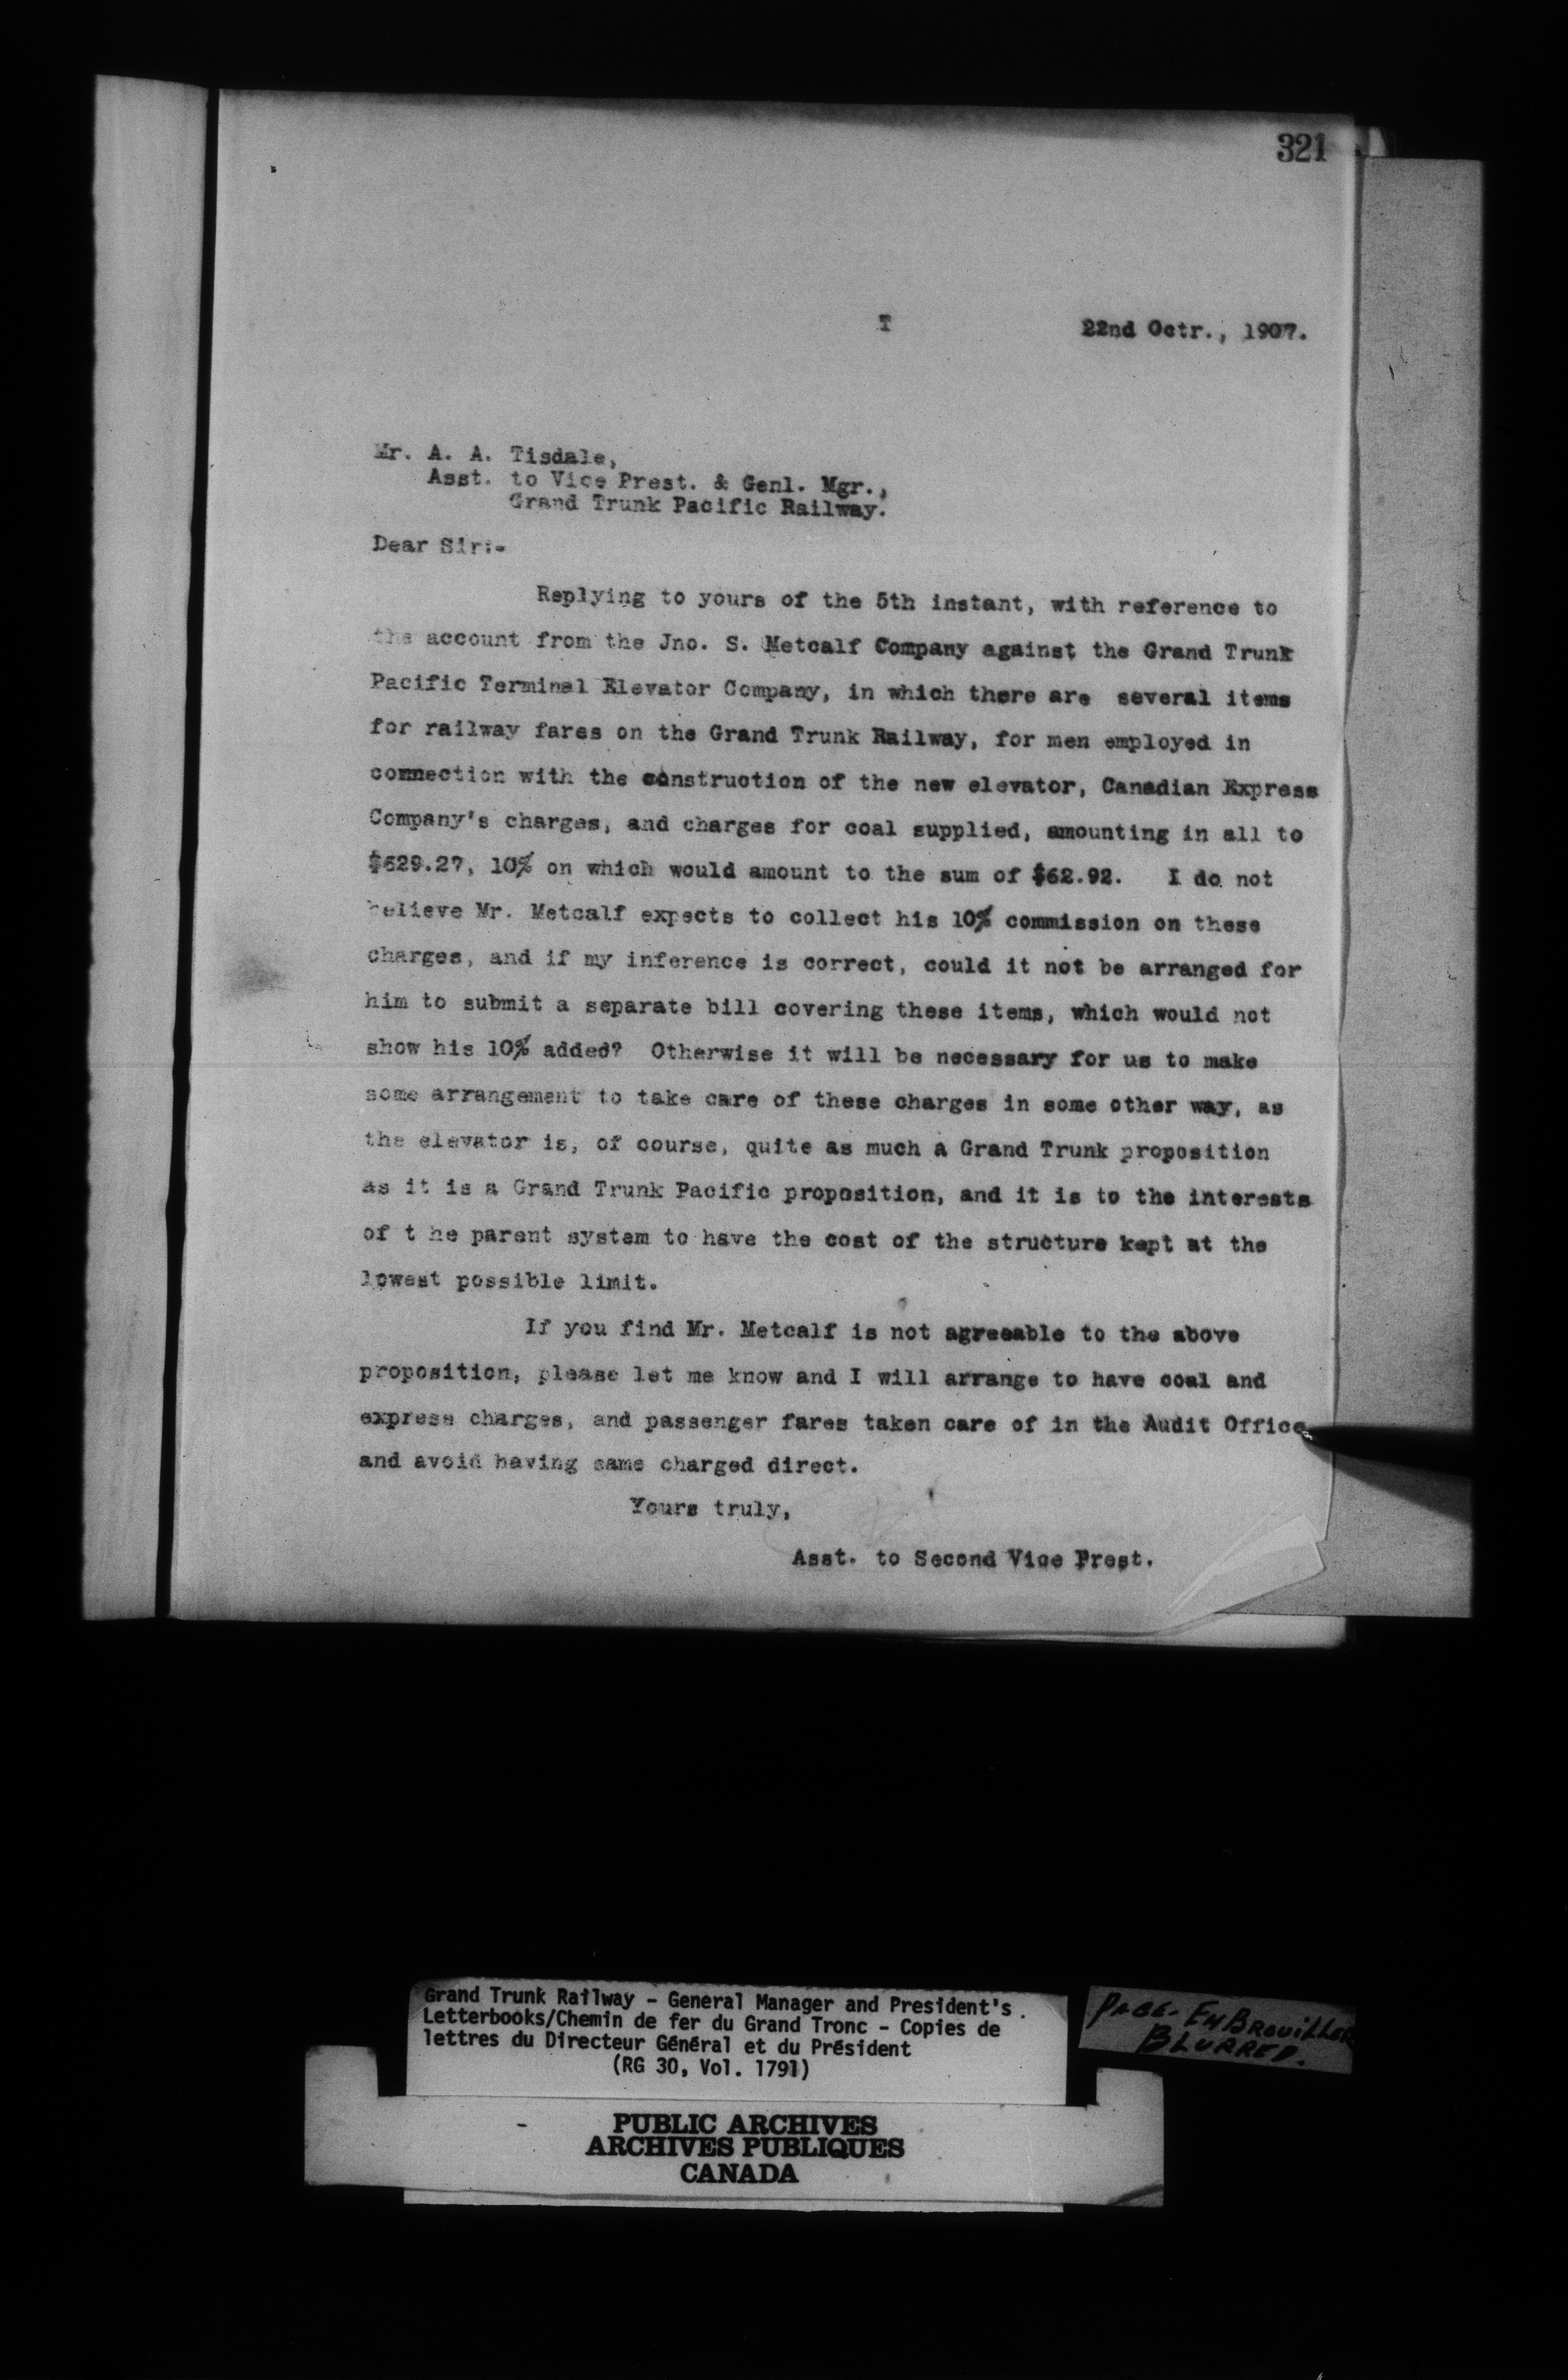 321
T 22nd Octr., 1907.
Mr. A. A. Tisdale,
Asst. to Vice Prest. & Genl. Mgr.,
Grand Trunk Pacific Railway.
Dear Sir:-
Replying to yours of the 5th instant, with reference to
the account from the Jno. S. Metcalf Company against the Grand Trunk
Pacific Terminal Elevator Company, in which there are several items
for railway fares on the Grand Trunk Railway, for men employed in
connection with the construction of the new elevator, Canadian Express
Company's charges, and charges for coal supplied, amounting in all to
$629.27, 10% on which would amount to the sum of $62.92. I do not
believe Mr. Metcalf expects to collect his 10% commission on these
charges, and if my inference is correct, could it not be arranged for
him to submit a separate bill covering these items, which would not
show his 10% added? Otherwise it will be necessary for us to make
some arrangement to take care of these charges in some other way, as
the elevator is, of course, quite as much a Grand Trunk proposition
as it is a Grand Trunk Pacific proposition, and it is to the interests
of t he parent system to have the cost of the structure kept at the
lowest possible limit.
If you find Mr. Metcalf is not agreeable to the above
proposition, please let me know and I will arrange to have coal and
express charges, and passenger fares taken care of in the Audit Office
and avoid having same charged direct.
Yours truly,
Asst. to Second Vice Prest.
Grand Trunk Railway - General Manager and President's
Letterbooks/Chemin de fer du Grand Tronc - Copies de
lettres du Directeur Général et du Président
(RG 30, Vol. 1791)
PAGE - EMBROUILLER
BLURRED.
PUBLIC ARCHIVES
ARCHIVES PUBLIQUES
CANADA